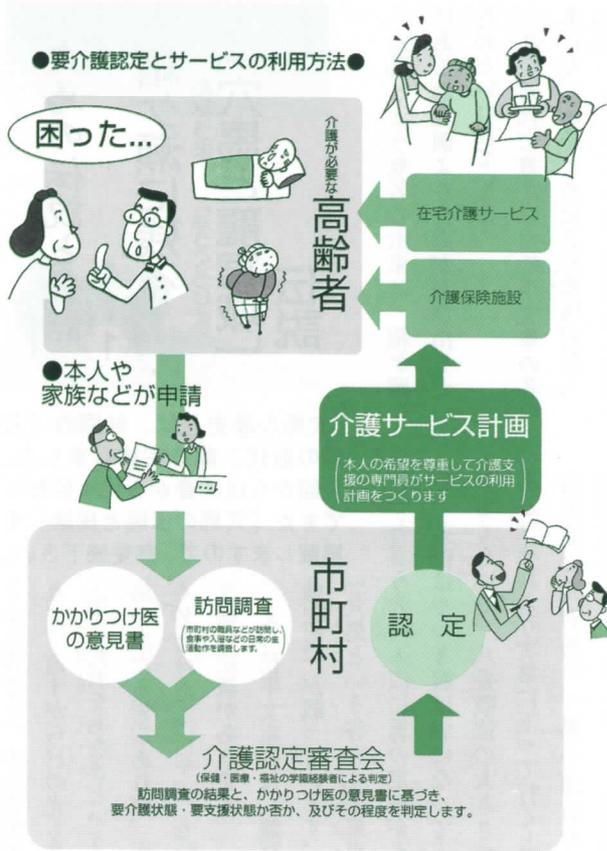 ●要介護認定とサービスの利用方法●
困った...
介護が必要な
高齢者
在宅介護サービス
介護保険施設
●本人や
家族などが申請
介護サービス計画
(本人の希望を尊重して介護支
援の専門員がサービスの利用
計画をつくります)
市町村
かかりつけ医
の意見書
訪問調査
(市町村の職員などが訪問し、
食事や入浴などの日常の生
活動作を調査します。)
認定
介護認定審査会
(保健・医療・福祉の学識経験者による判定)
訪問調査の結果と、かかりつけ医の意見書に基づき、
要介護状態・要支援状態か否か、及びその程度を判定します。